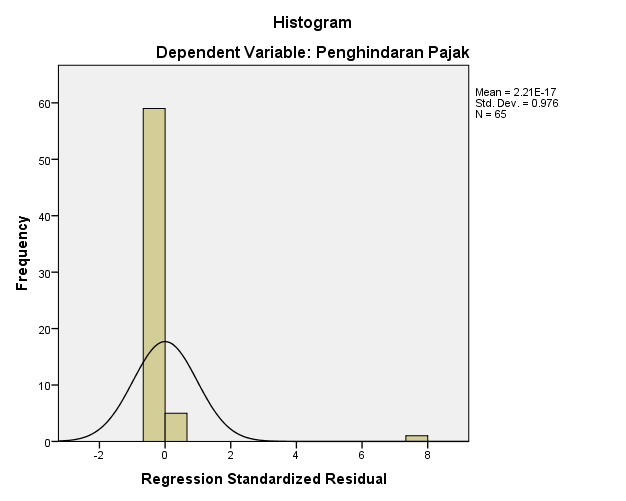 Histogram
Dependent Variable: Penghindaran Pajak
Mean = 2.21E-17
Std. Dev. = 0.976
N = 65
Frequency
60
50
40
30
20
10
0
-2
0
2
4
6
8
Regression Standardized Residual